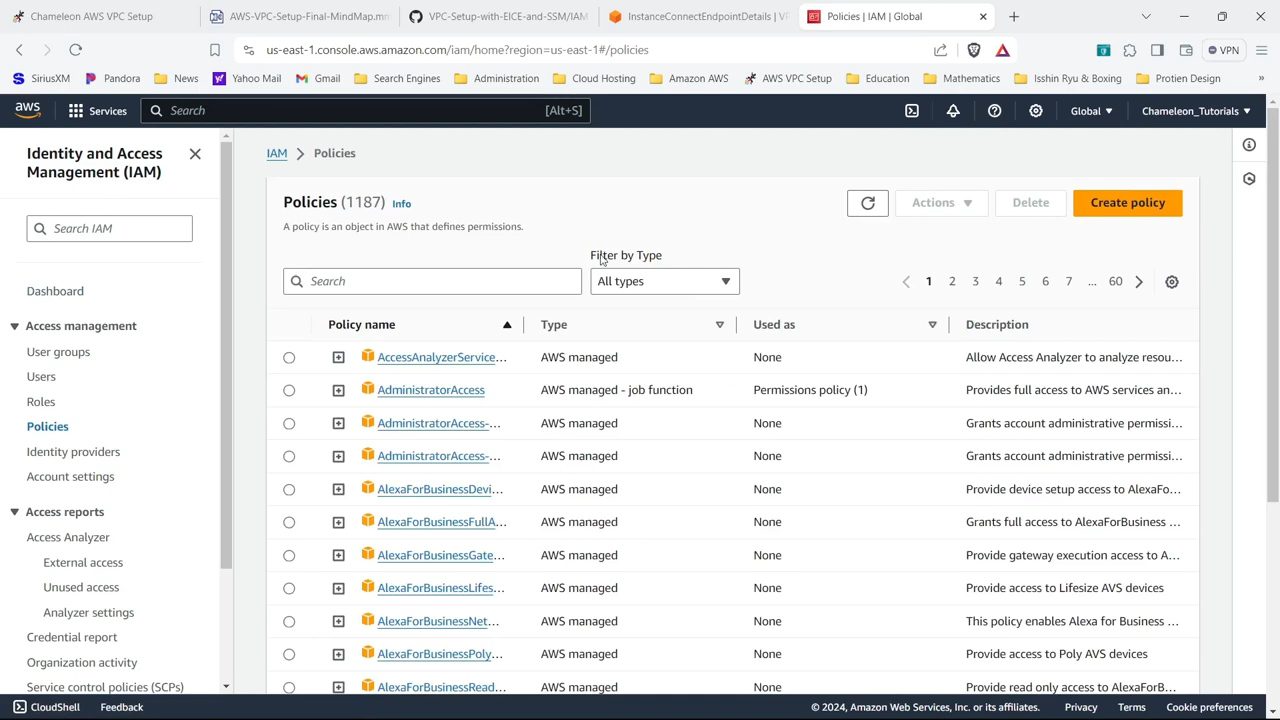 Chameleon AWS VPC Setup
AWS-VPC-Setup-Final-MindMap.mn
VPC-Setup-with-EICE-and-SSM/IAM
InstanceConnectEndpointDetails | VP
Policies | IAM | Global
us-east-1.console.aws.amazon.com/iam/home?region=us-east-1#/policies
VPN
SiriusXM
Pandora
News
Yahoo Mail
Gmail
Search Engines
Administration
Cloud Hosting
Amazon AWS
AWS VPC Setup
Education
Mathematics
Isshin Ryu & Boxing
Protien Design
»
aws
Services
Search
[Alt+S]
Global
Chameleon_Tutorials
Identity and Access
Management (IAM)
Search IAM
Dashboard
Access management
User groups
Users
Roles
Policies
Identity providers
Account settings
Access reports
Access Analyzer
External access
Unused access
Analyzer settings
Credential report
Organization activity
Service control policies (SCPs)
IAM > Policies
Policies (1187) Info
A policy is an object in AWS that defines permissions.
Actions
Delete
Create policy
Filter by Type
Search
All types
1 2 3 4 5 6 7 ... 60
Policy name Type Used as Description
AccessAnalyzerService... AWS managed None Allow Access Analyzer to analyze resou...
AdministratorAccess AWS managed - job function Permissions policy (1) Provides full access to AWS services an...
AdministratorAccess-... AWS managed None Grants account administrative permissi...
AdministratorAccess-... AWS managed None Grants account administrative permissi...
AlexaForBusinessDevi... AWS managed None Provide device setup access to AlexaFo...
AlexaForBusinessFullA... AWS managed None Grants full access to AlexaForBusiness ...
AlexaForBusinessGate... AWS managed None Provide gateway execution access to A...
AlexaForBusinessLifes... AWS managed None Provide access to Lifesize AVS devices
AlexaForBusinessNet... AWS managed None This policy enables Alexa for Business ...
AlexaForBusinessPoly... AWS managed None Provide access to Poly AVS devices
AlexaForBusinessRead... AWS managed None Provide read only access to AlexaForB...
CloudShell
Feedback
© 2024, Amazon Web Services, Inc. or its affiliates.
Privacy
Terms
Cookie preferences